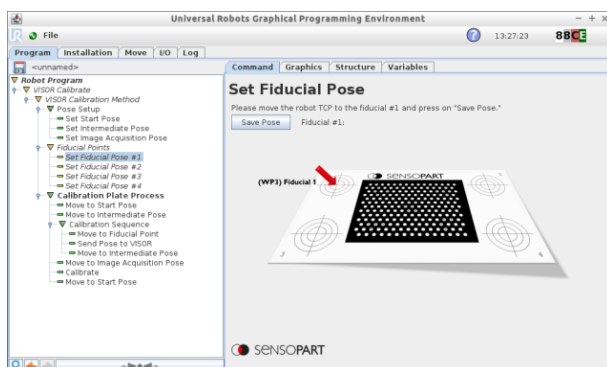 Universal Robots Graphical Programming Environment
File
13:27:23
88CE
Program Installation Move I/O Log
<unnamed>
Command Graphics Structure Variables
Robot Program
VISOR Calibrate
VISOR Calibration Method
Pose Setup
Set Start Pose
Set Intermediate Pose
Set Image Acquisition Pose
Fiducial Points
Set Fiducial Pose #1
Set Fiducial Pose #2
Set Fiducial Pose #3
Set Fiducial Pose #4
Calibration Plate Process
Move to Start Pose
Move to Intermediate Pose
Calibration Sequence
Move to Fiducial Point
Send Pose to VISOR
Move to Intermediate Pose
Move to Image Acquisition Pose
Calibrate
Move to Start Pose
Set Fiducial Pose
Please move the robot TCP to the fiducial #1 and press on "Save Pose."
Save Pose Fiducial #1:
SENSOPART
(WP3) Fiducial 1
SENSOPART